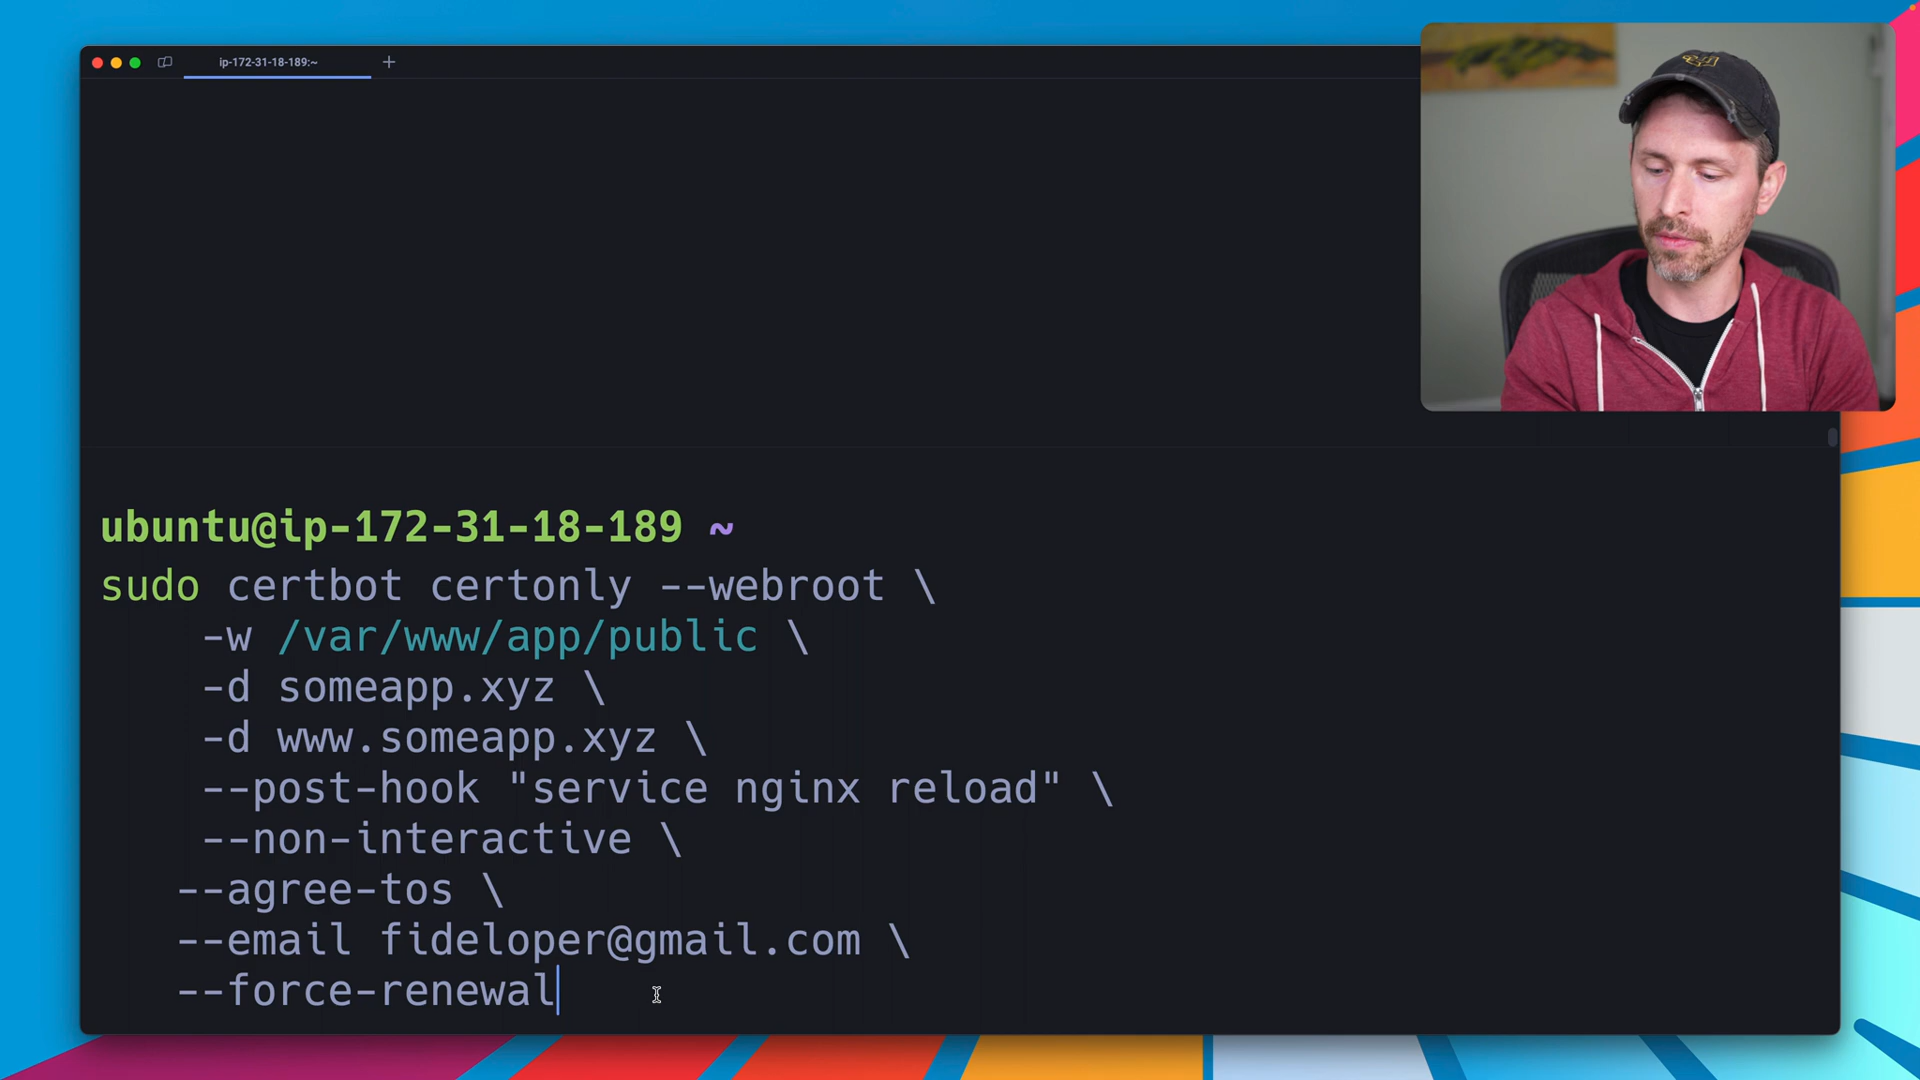 ip-172-31-18-189:~
ubuntu@ip-172-31-18-189 ~
sudo certbot certonly --webroot \
-w /var/www/app/public \
-d someapp.xyz \
-d www.someapp.xyz \
--post-hook "service nginx reload" \
--non-interactive \
--agree-tos \
--email fideloper@gmail.com \
--force-renewal